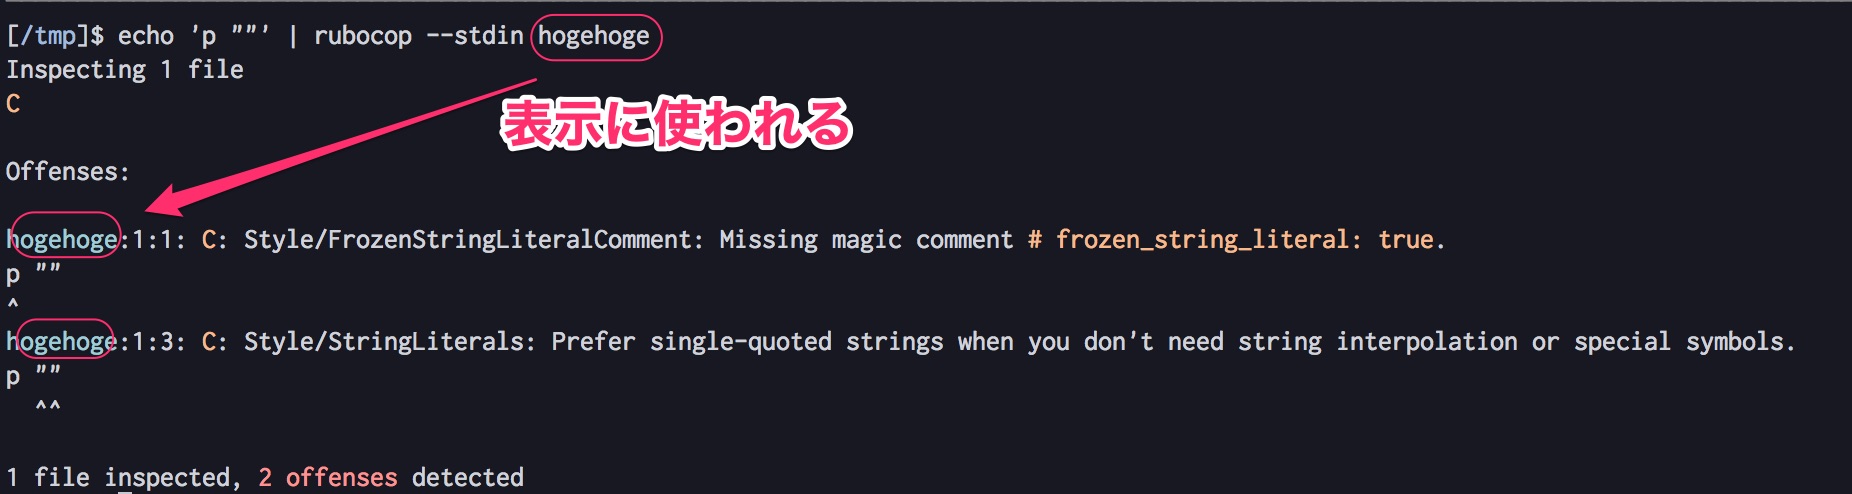 [/tmp]$ echo 'p ""' | rubocop --stdin hogehoge
Inspecting 1 file
C
表示に使われる
Offenses:
hogehoge:1:1: C: Style/FrozenStringLiteralComment: Missing magic comment # frozen_string_literal: true.
p ""
^
hogehoge:1:3: C: Style/StringLiterals: Prefer single-quoted strings when you don't need string interpolation or special symbols.
p ""
  ^^
1 file inspected, 2 offenses detected